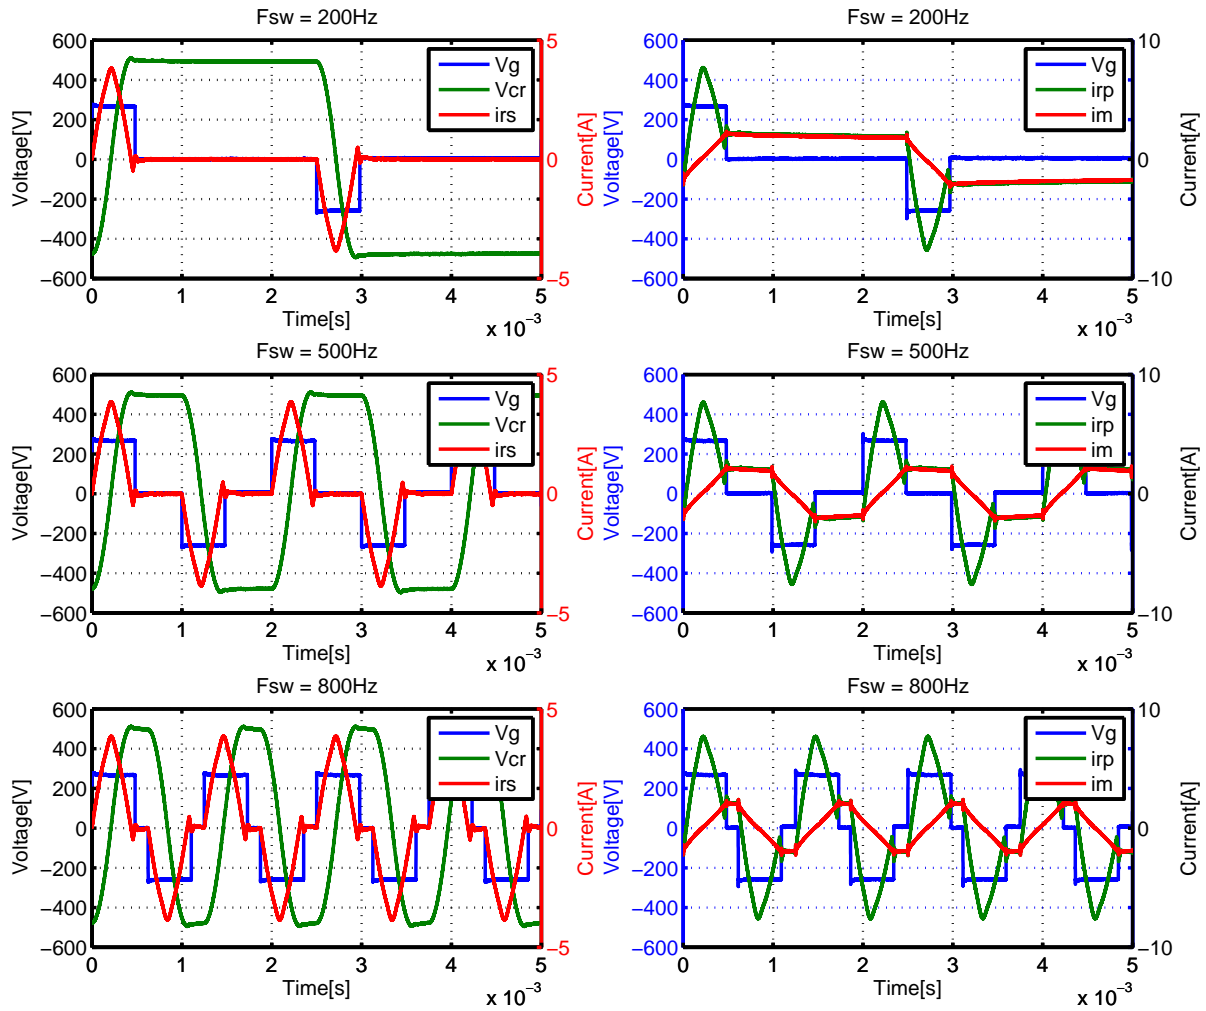 Fsw = 200Hz
600
400
200
0
−200
−400
−600
Voltage[V]
5
0
−5
Current[A]
Vg
Vcr
irs
0 1 2 3 4 5
Time[s]
x 10−3
Fsw = 200Hz
600
400
200
0
−200
−400
−600
Voltage[V]
10
0
−10
Current[A]
Vg
irp
im
0 1 2 3 4 5
Time[s]
x 10−3
Fsw = 500Hz
600
400
200
0
−200
−400
−600
Voltage[V]
5
0
−5
Current[A]
Vg
Vcr
irs
0 1 2 3 4 5
Time[s]
x 10−3
Fsw = 500Hz
600
400
200
0
−200
−400
−600
Voltage[V]
10
0
−10
Current[A]
Vg
irp
im
0 1 2 3 4 5
Time[s]
x 10−3
Fsw = 800Hz
600
400
200
0
−200
−400
−600
Voltage[V]
5
0
−5
Current[A]
Vg
Vcr
irs
0 1 2 3 4 5
Time[s]
x 10−3
Fsw = 800Hz
600
400
200
0
−200
−400
−600
Voltage[V]
10
0
−10
Current[A]
Vg
irp
im
0 1 2 3 4 5
Time[s]
x 10−3